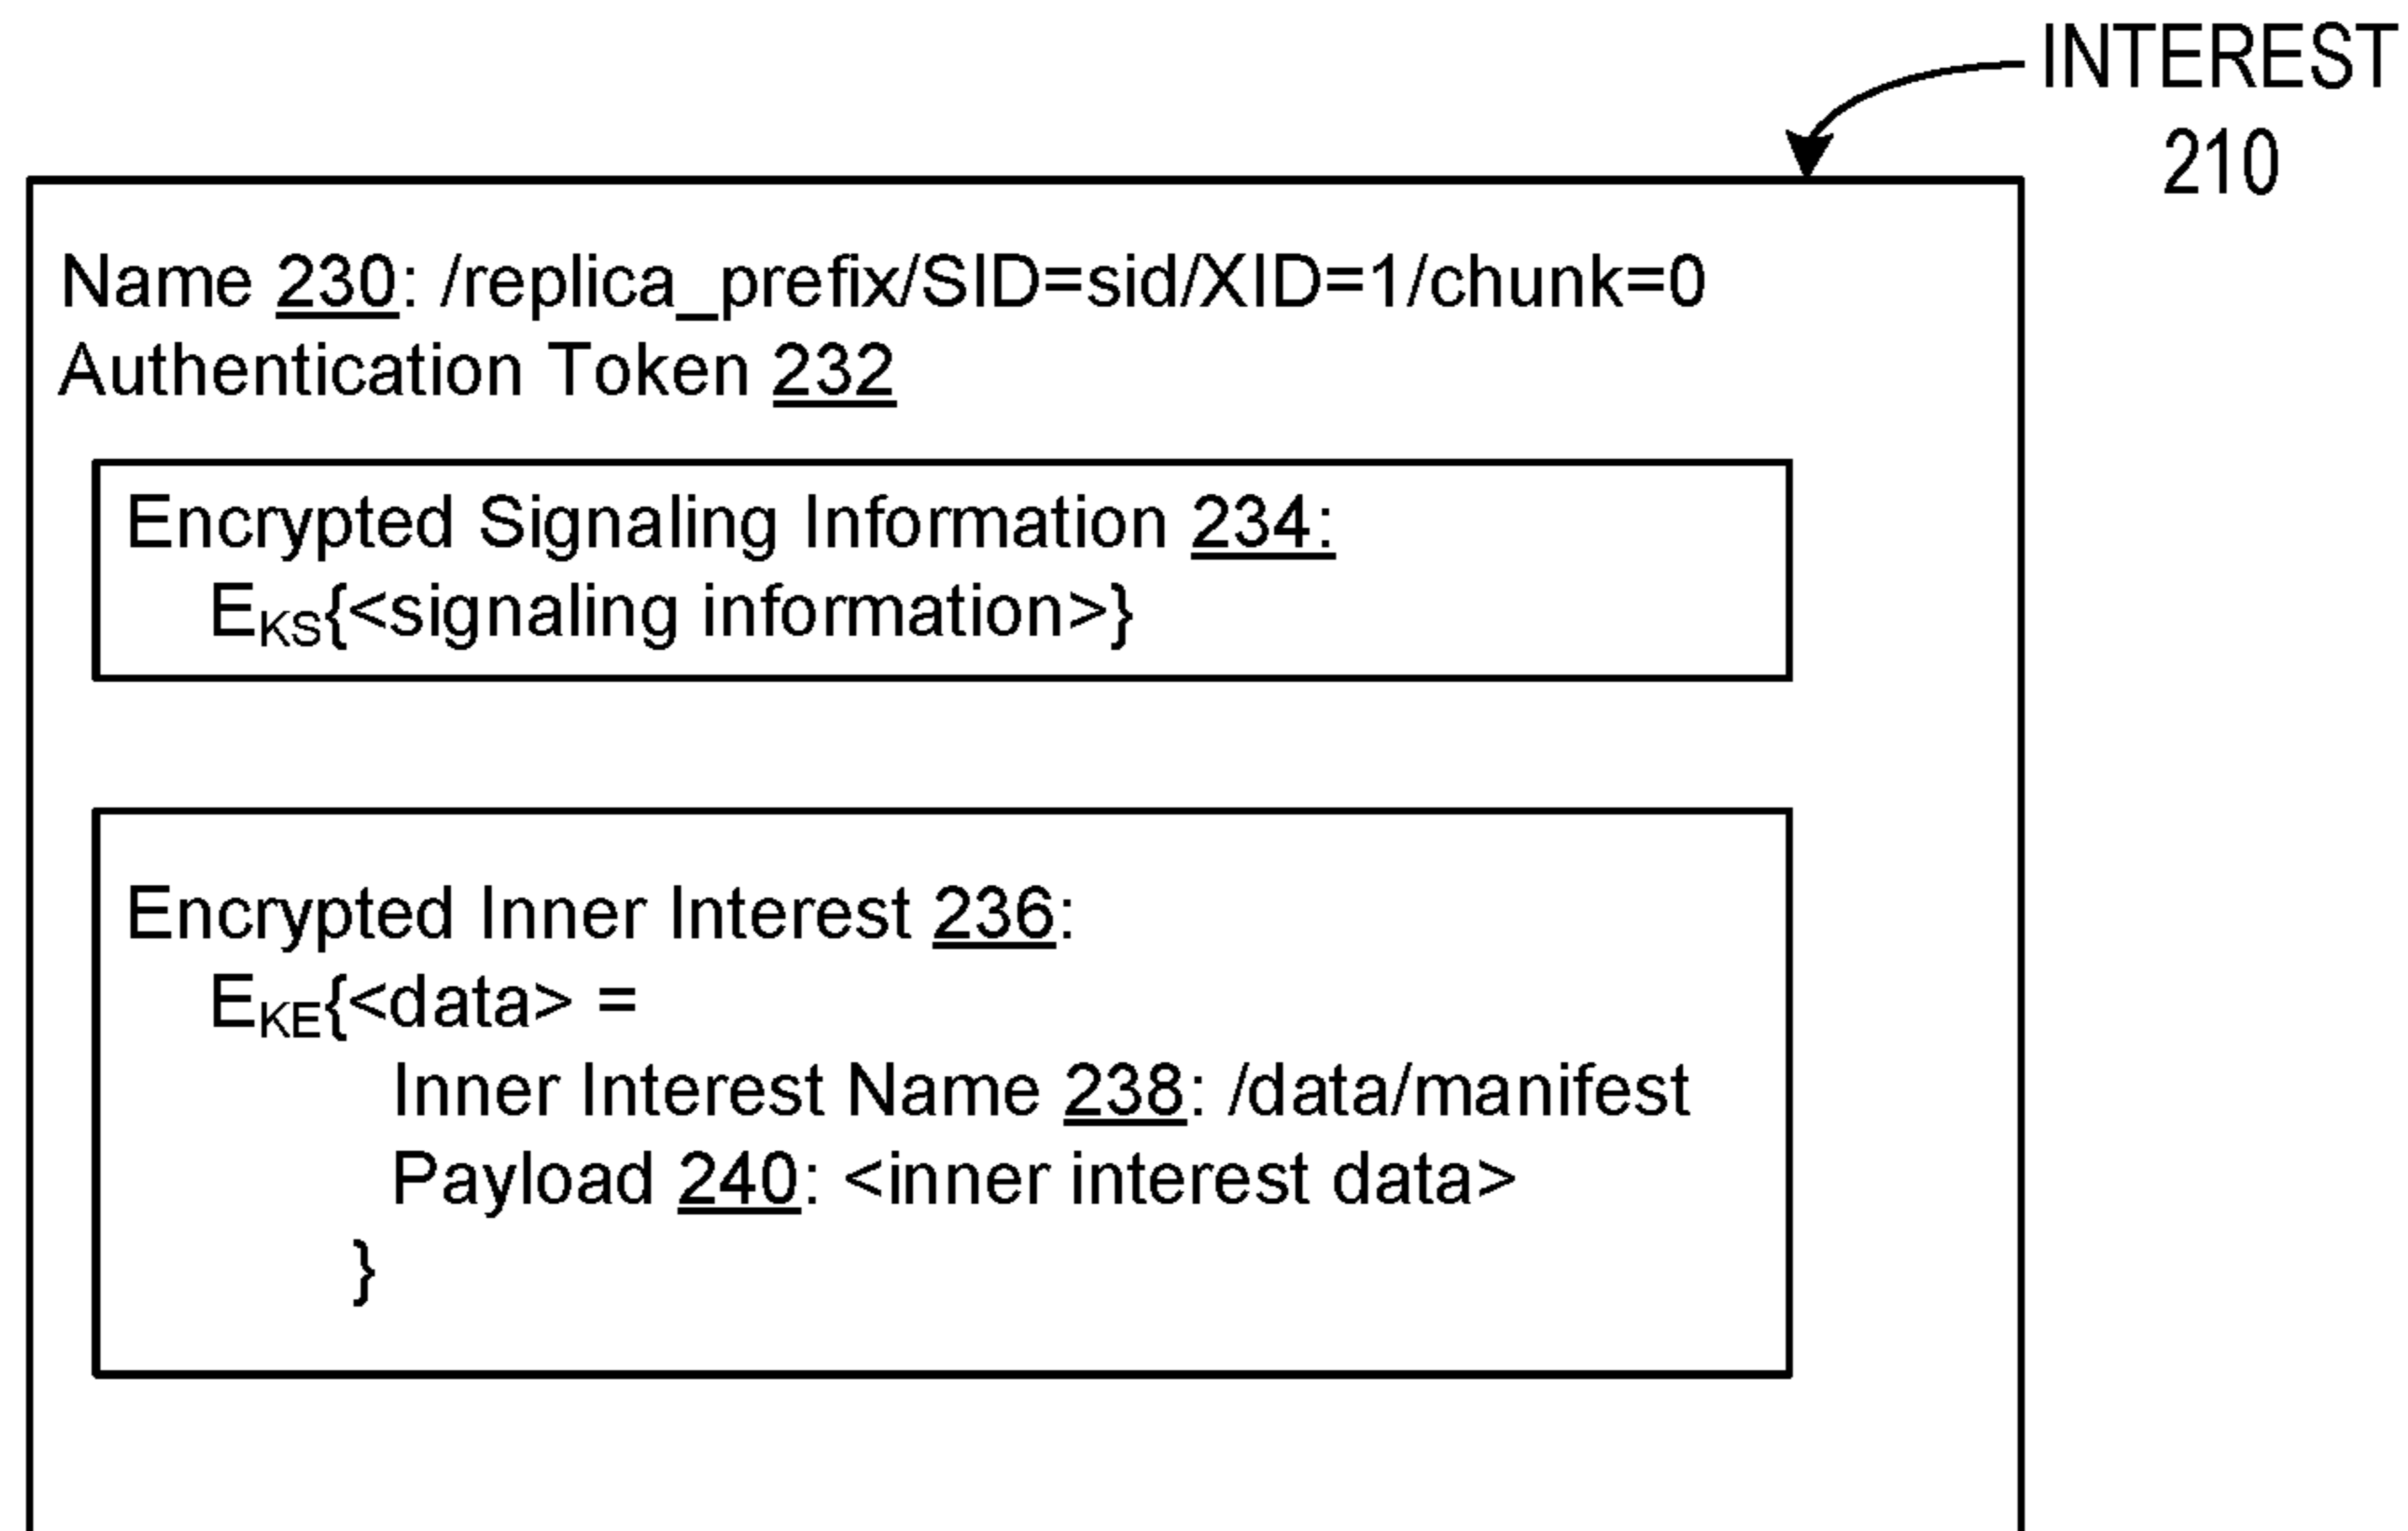 INTEREST
210
Name 230: /replica_prefix/SID=sid/XID=1/chunk=0
Authentication Token 232
Encrypted Signaling Information 234:
EKS{<signaling information>}
Encrypted Inner Interest 236:
EKE{<data> =
Inner Interest Name 238: /data/manifest
Payload 240: <inner interest data>
}